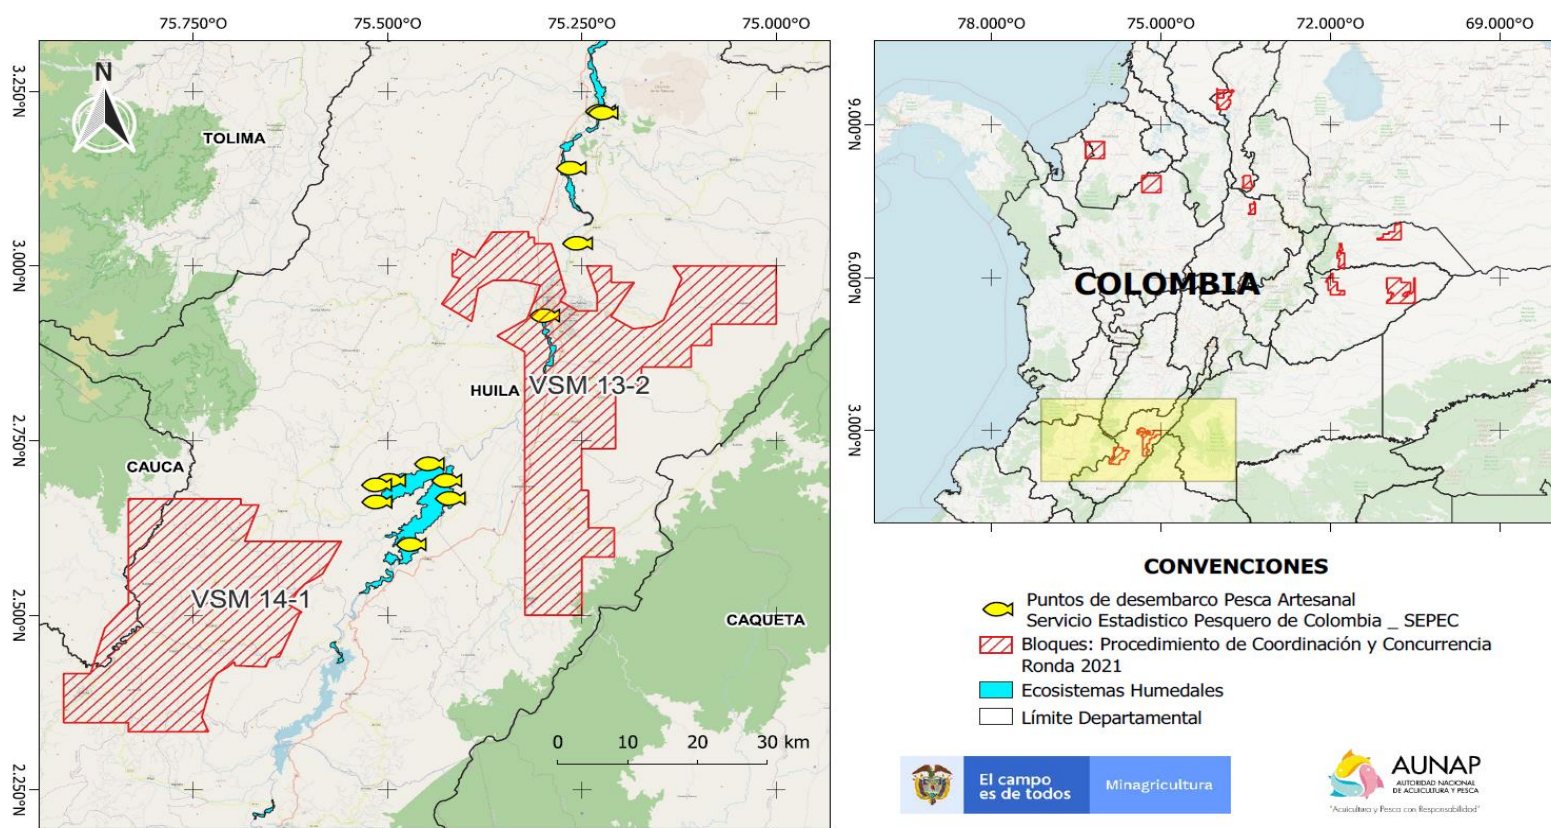 75.750°O 75.500°O 75.250°O 75.000°O
3.250°N
3.000°N
2.750°N
2.500°N
2.250°N
N
TOLIMA
HUILA
VSM 13-2
CAUCA
VSM 14-1
CAQUETA
0 10 20 30 km
78.000°O 75.000°O 72.000°O 69.000°O
9.000°N
6.000°N
3.000°N
COLOMBIA
CONVENCIONES
Puntos de desembarco Pesca Artesanal
Servicio Estadistico Pesquero de Colombia _ SEPEC
Bloques: Procedimiento de Coordinación y Concurrencia
Ronda 2021
Ecosistemas Humedales
Límite Departamental
El campo
es de todos
Minagricultura
AUNAP
AUTORIDAD NACIONAL
DE ACUICULTURA Y PESCA
"Acuicultura y Pesca con Responsabilidad"